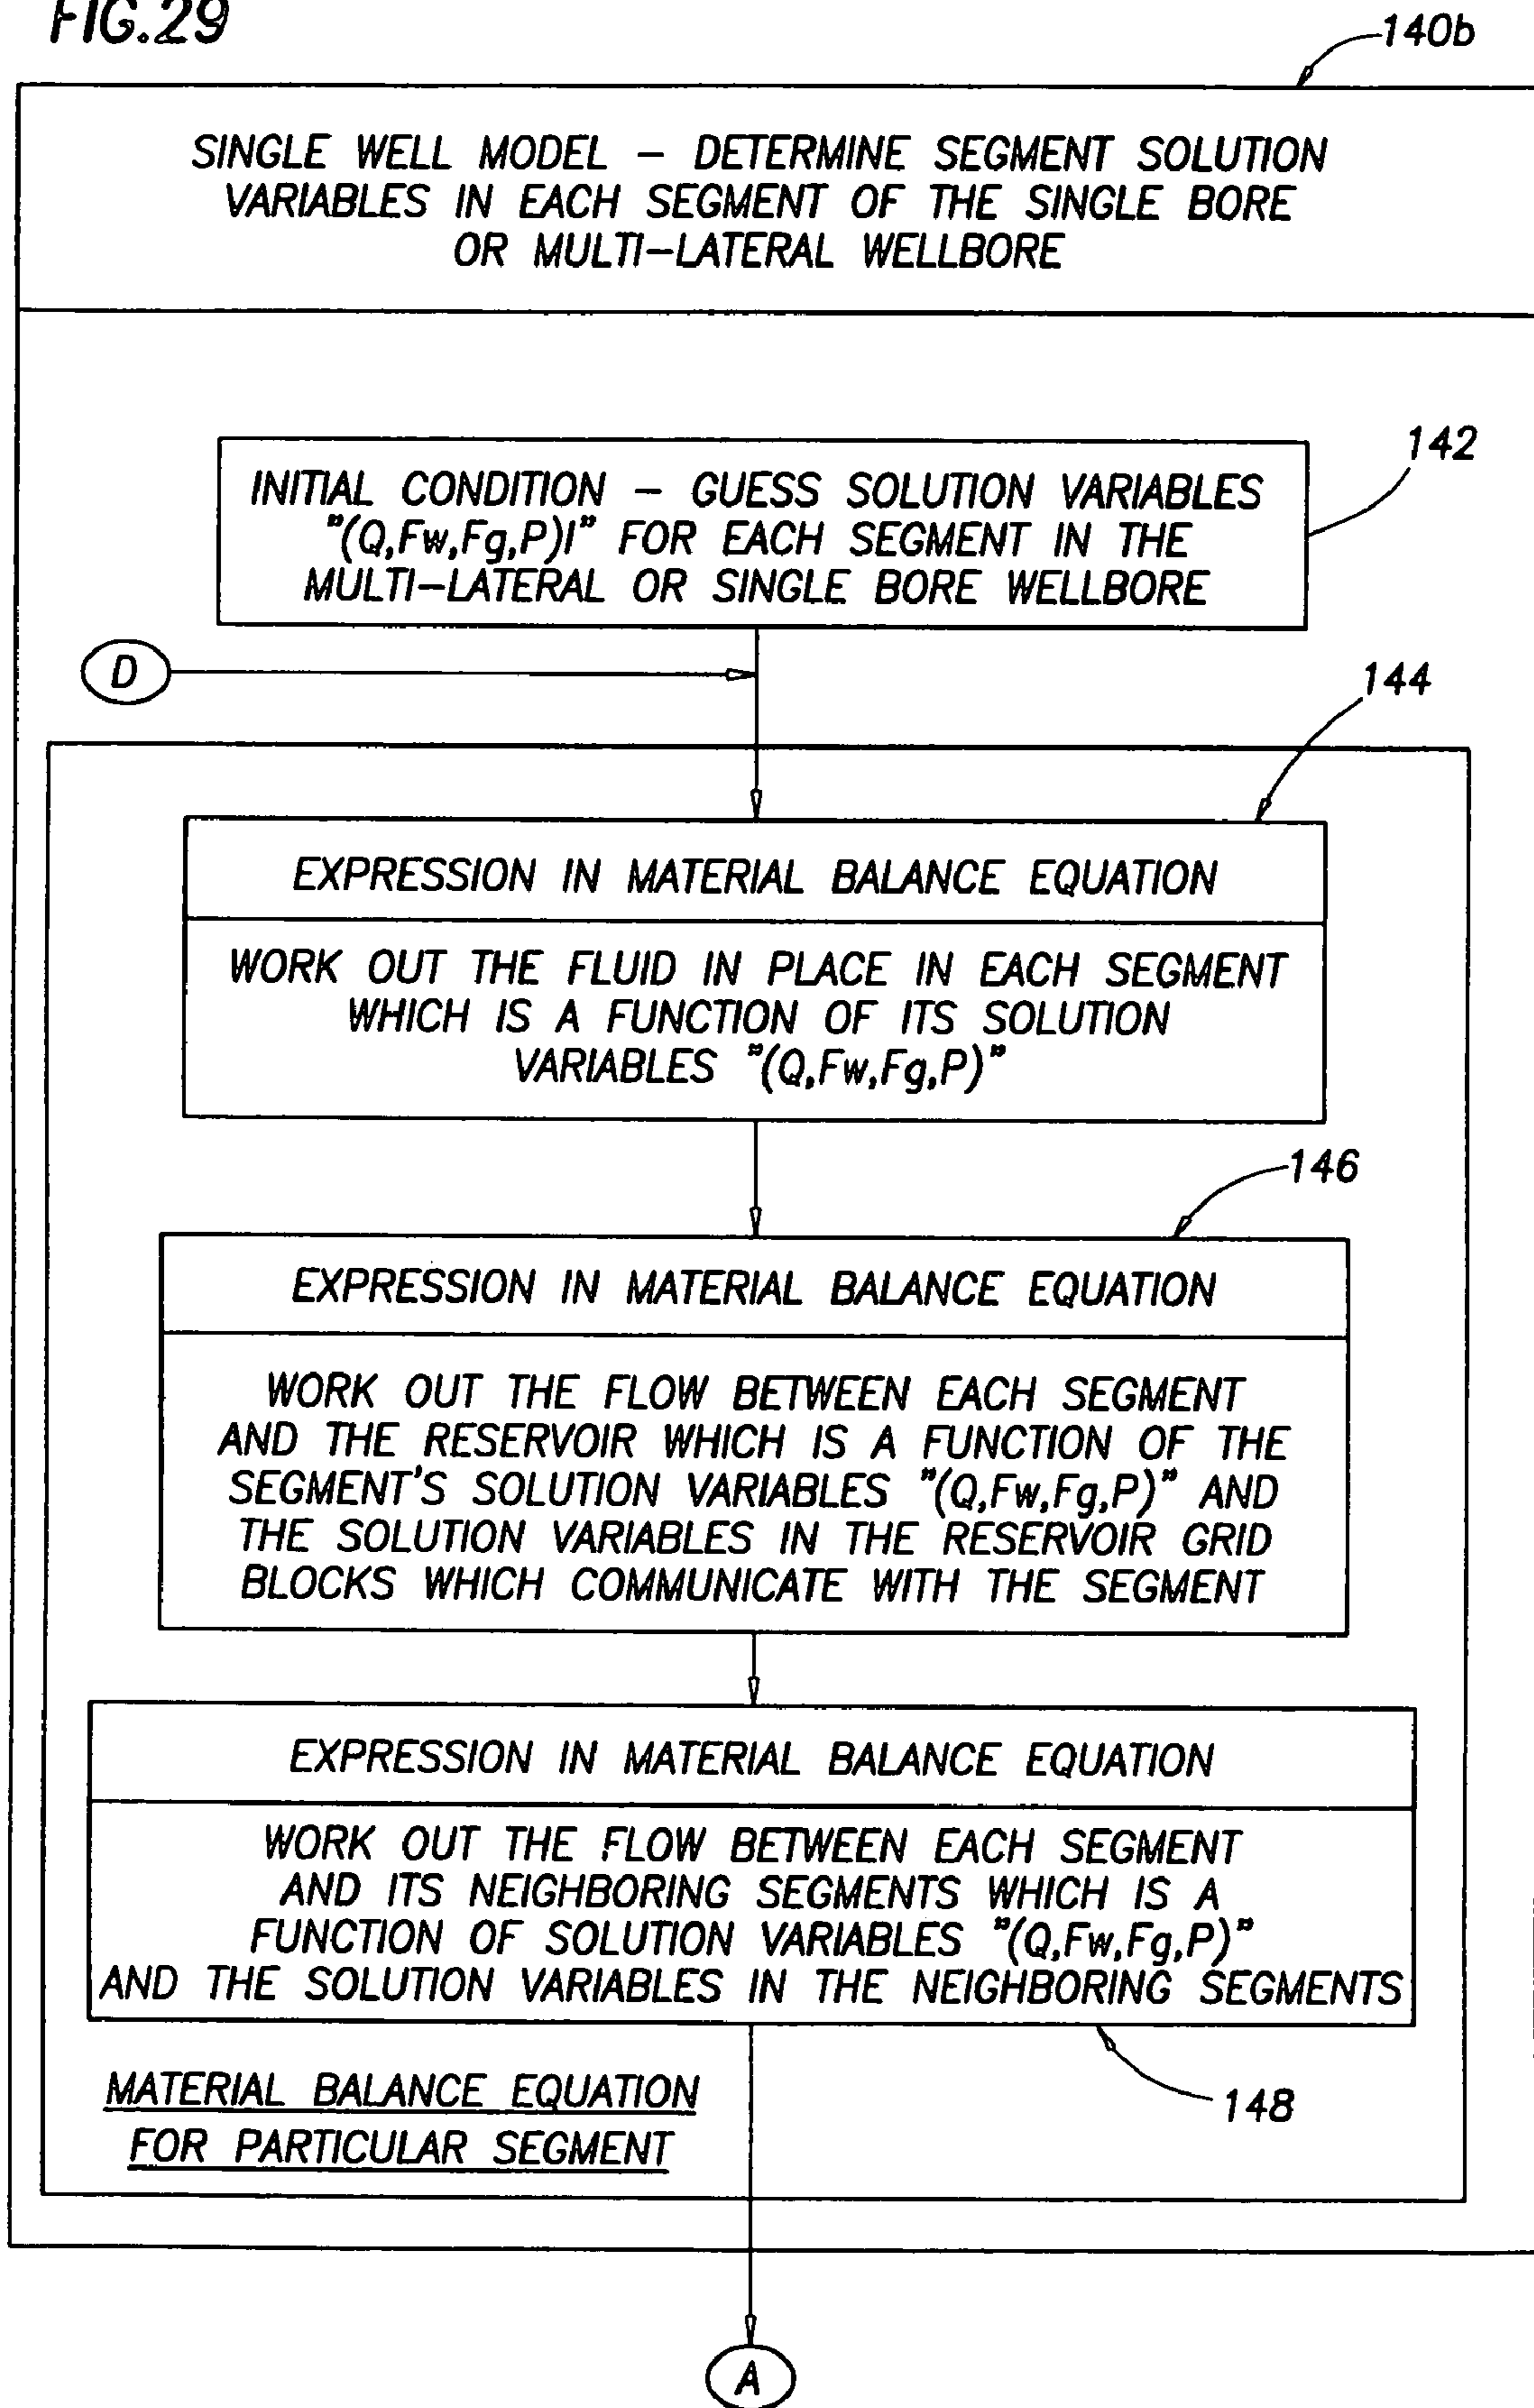 FIG.29
140b
SINGLE WELL MODEL – DETERMINE SEGMENT SOLUTION
VARIABLES IN EACH SEGMENT OF THE SINGLE BORE
OR MULTI–LATERAL WELLBORE
142
INITIAL CONDITION – GUESS SOLUTION VARIABLES
"(Q,Fw,Fg,P)I" FOR EACH SEGMENT IN THE
MULTI–LATERAL OR SINGLE BORE WELLBORE
D
144
EXPRESSION IN MATERIAL BALANCE EQUATION
WORK OUT THE FLUID IN PLACE IN EACH SEGMENT
WHICH IS A FUNCTION OF ITS SOLUTION
VARIABLES "(Q,Fw,Fg,P)"
146
EXPRESSION IN MATERIAL BALANCE EQUATION
WORK OUT THE FLOW BETWEEN EACH SEGMENT
AND THE RESERVOIR WHICH IS A FUNCTION OF THE
SEGMENT'S SOLUTION VARIABLES "(Q,Fw,Fg,P)" AND
THE SOLUTION VARIABLES IN THE RESERVOIR GRID
BLOCKS WHICH COMMUNICATE WITH THE SEGMENT
EXPRESSION IN MATERIAL BALANCE EQUATION
WORK OUT THE FLOW BETWEEN EACH SEGMENT
AND ITS NEIGHBORING SEGMENTS WHICH IS A
FUNCTION OF SOLUTION VARIABLES "(Q,Fw,Fg,P)"
AND THE SOLUTION VARIABLES IN THE NEIGHBORING SEGMENTS
148
MATERIAL BALANCE EQUATION
FOR PARTICULAR SEGMENT
A